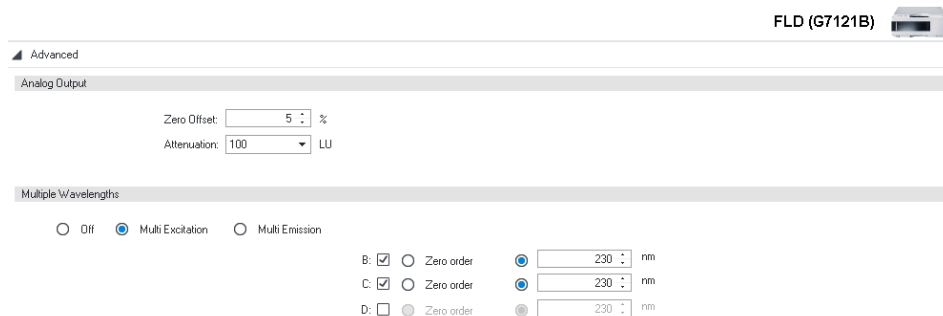 FLD (G7121B)
Advanced
Analog Output
Zero Offset: 5 %
Attenuation: 100 LU
Multiple Wavelengths
Off Multi Excitation Multi Emission
B: Zero order 230 nm
C: Zero order 230 nm
D: Zero order 230 nm